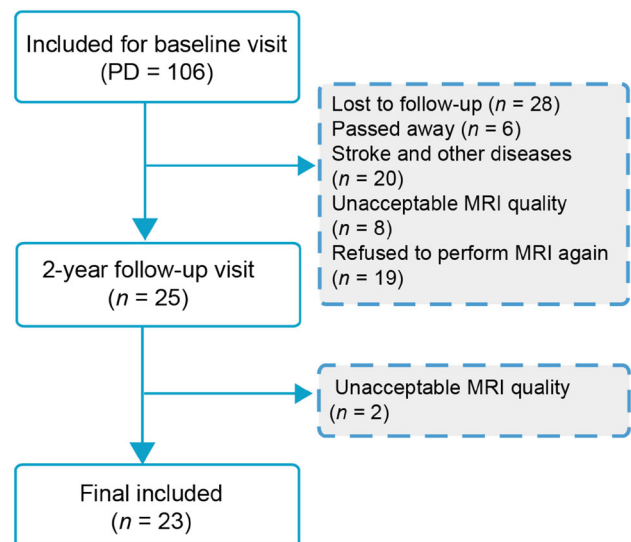 Included for baseline visit
(PD = 106)
Lost to follow-up (n = 28)
Passed away (n = 6)
Stroke and other diseases
(n = 20)
Unacceptable MRI quality
(n = 8)
Refused to perform MRI again
(n = 19)
2-year follow-up visit
(n = 25)
Unacceptable MRI quality
(n = 2)
Final included
(n = 23)